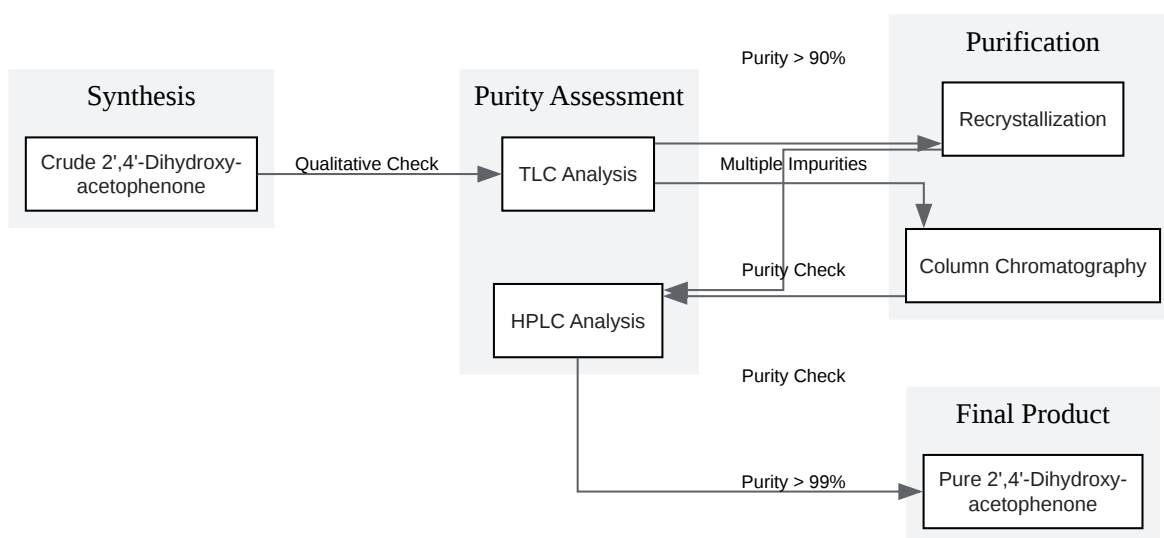 Synthesis
Crude 2',4'-Dihydroxy-
acetophenone
Qualitative Check
Purity Assessment
TLC Analysis
HPLC Analysis
Purity > 90%
Multiple Impurities
Purity Check
Purity Check
Purity > 99%
Purification
Recrystallization
Column Chromatography
Final Product
Pure 2',4'-Dihydroxy-
acetophenone